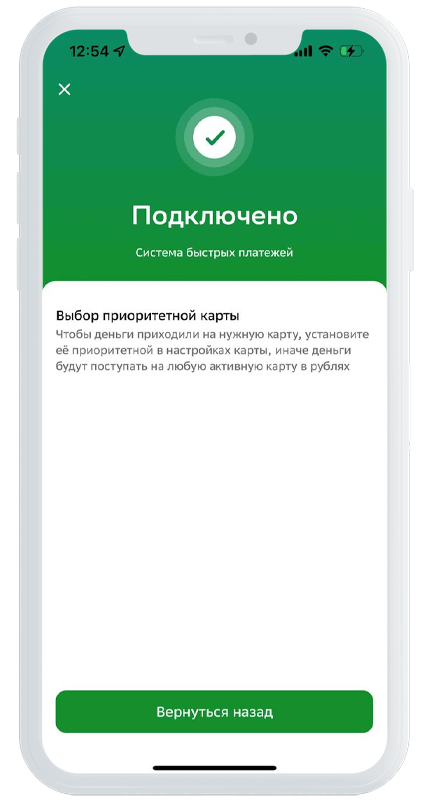 12:54
Подключено
Система быстрых платежей
Выбор приоритетной карты
Чтобы деньги приходили на нужную карту, установите
её приоритетной в настройках карты, иначе деньги
будут поступать на любую активную карту в рублях
Вернуться назад